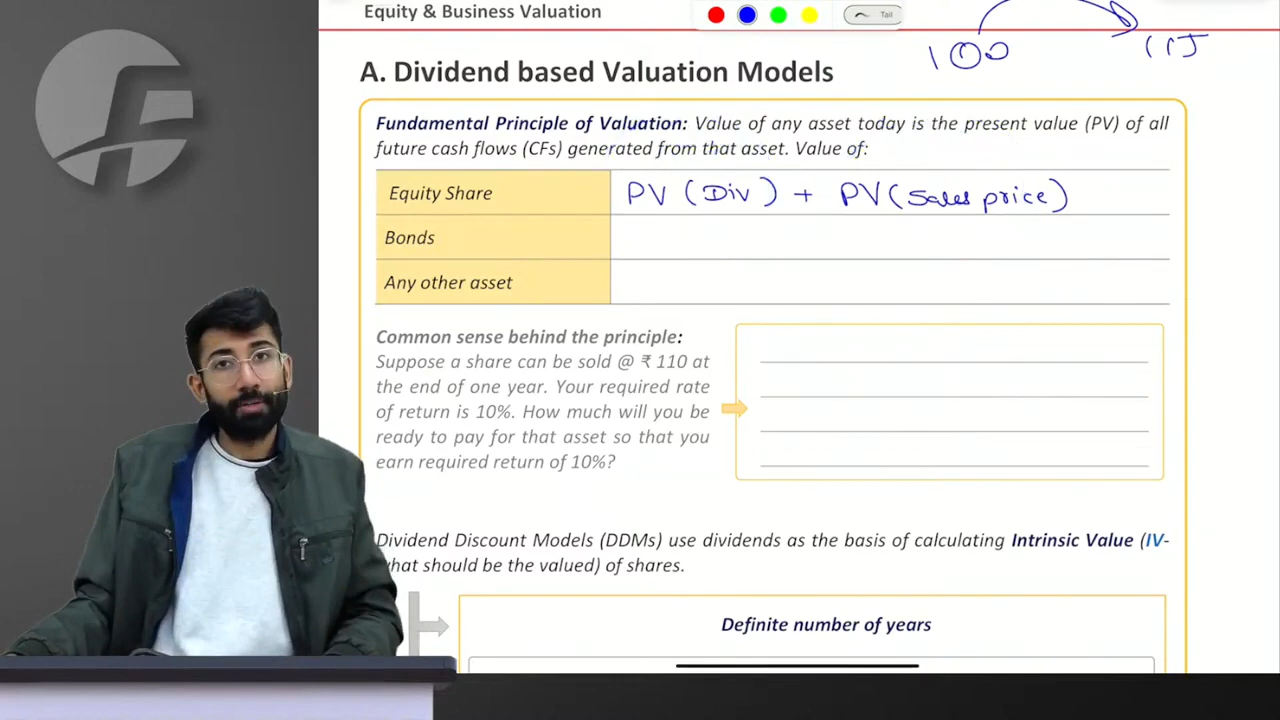 Equity & Business Valuation
Tail
100 115
A. Dividend based Valuation Models
Fundamental Principle of Valuation: Value of any asset today is the present value (PV) of all
future cash flows (CFs) generated from that asset. Value of:
Equity Share PV (Div) + PV (Sales price)
Bonds
Any other asset
Common sense behind the principle:
Suppose a share can be sold @ ₹ 110 at
the end of one year. Your required rate
of return is 10%. How much will you be
ready to pay for that asset so that you
earn required return of 10%?
Dividend Discount Models (DDMs) use dividends as the basis of calculating Intrinsic Value (IV-
what should be the valued) of shares.
Definite number of years